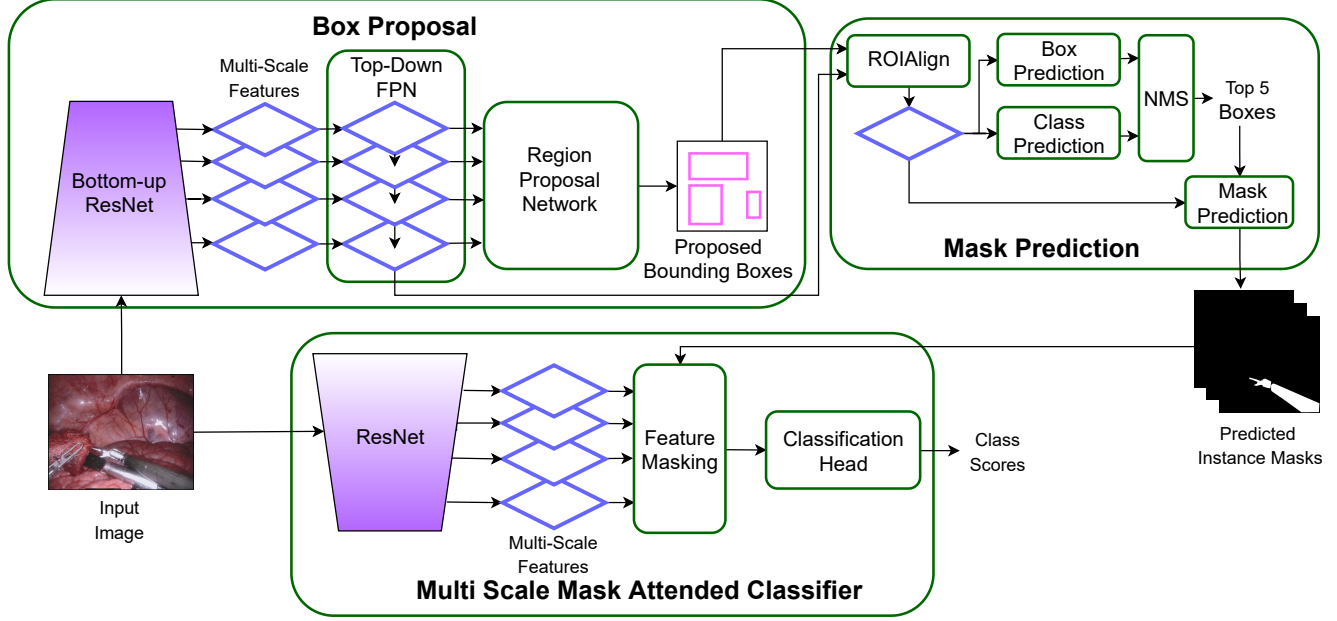 Box Proposal
Multi-Scale
Features
Top-Down
FPN
Bottom-up
ResNet
Region
Proposal
Network
Proposed
Bounding Boxes
ROIAlign
Box
Prediction
Class
Prediction
NMS
Top 5
Boxes
Mask
Prediction
Mask Prediction
Input
Image
ResNet
Multi-Scale
Features
Feature
Masking
Classification
Head
Class
Scores
Predicted
Instance Masks
Multi Scale Mask Attended Classifier